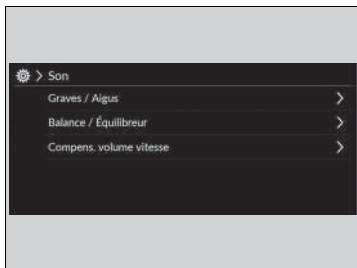 > Son
Graves / Aigus >
Balance / Équilibreur >
Compens. volume vitesse >